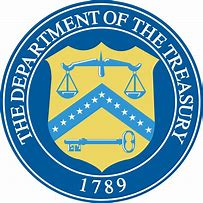 THE DEPARTMENT OF THE TREASURY
1789